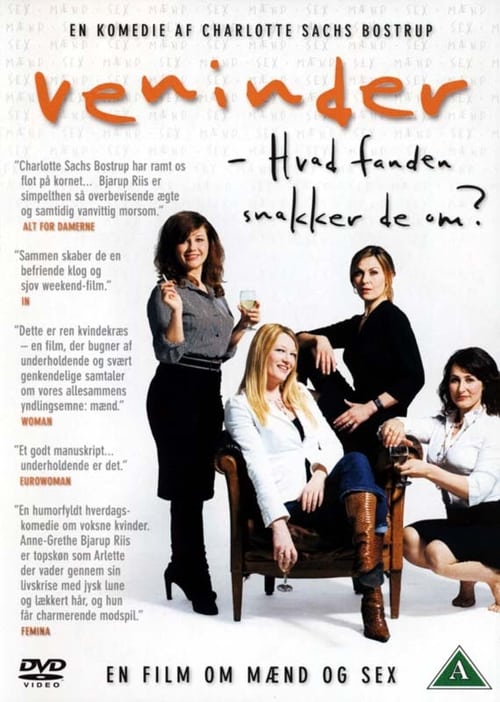 EN KOMEDIE AF CHARLOTTE SACHS BOSTRUP
veninder
– Hvad fanden
snakker de om?
"Charlotte Sachs Bostrup har ramt os
flot på kornet... Bjarup Riis er
simpelthen så overbevisende ægte
og samtidig vanvittig morsom."
ALT FOR DAMERNE
"Sammen skaber de en
befriende klog og
sjov weekend-film."
IN
"Dette er ren kvindekræs
– en film, der bugner af
underholdende og svært
genkendelige samtaler
om vores allesammens
yndlingsemne: mænd."
WOMAN
"Et godt manuskript...
underholdende er det."
EUROWOMAN
"En humorfyldt hverdags-
komedie om voksne kvinder.
Anne-Grethe Bjarup Riis
er topskøn som Arlette
der vader gennem sin
livskrise med jysk lune
og lækkert hår, og hun
får charmerende modspil."
FEMINA
DVD
VIDEO
EN FILM OM MÆND OG SEX
A